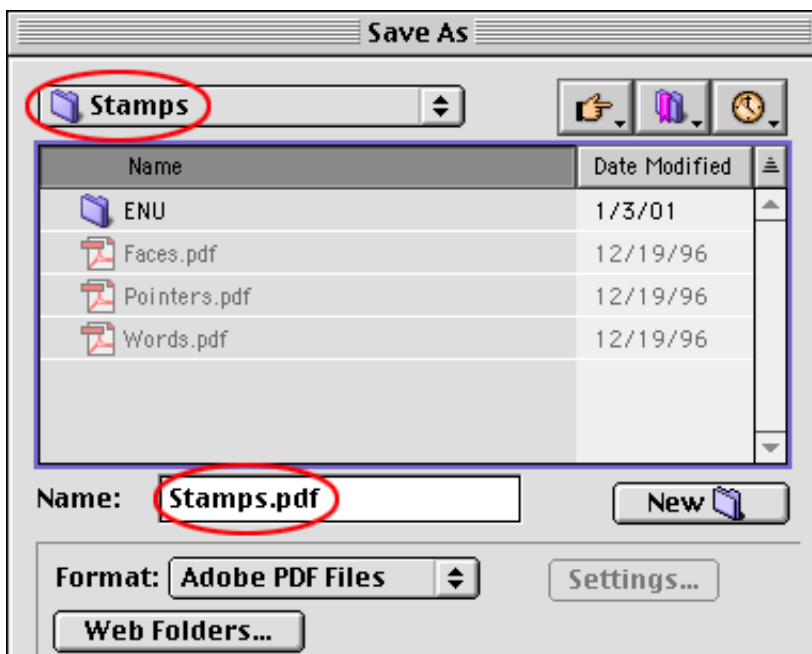 Save As
Stamps
Name Date Modified
ENU 1/3/01
Faces.pdf 12/19/96
Pointers.pdf 12/19/96
Words.pdf 12/19/96
Name: Stamps.pdf New
Format: Adobe PDF Files Settings...
Web Folders...